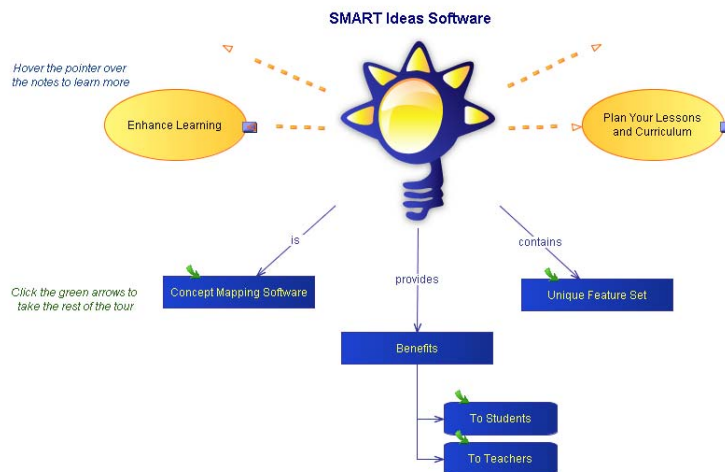 SMART Ideas Software
Hover the pointer over
the notes to learn more
Enhance Learning
Plan Your Lessons
and Curriculum
is
contains
provides
Click the green arrows to
take the rest of the tour
Concept Mapping Software
Unique Feature Set
Benefits
To Students
To Teachers